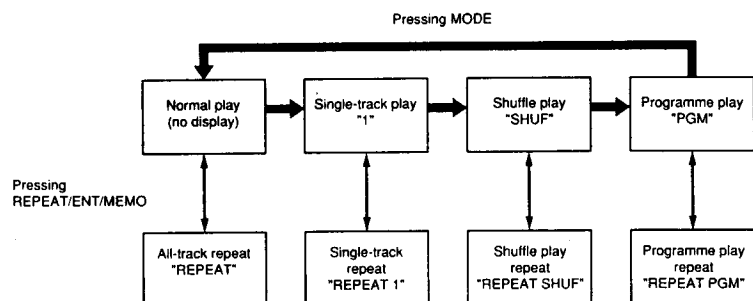 Pressing MODE
Normal play
(no display)
Single-track play
"1"
Shuffle play
"SHUF"
Programme play
"PGM"
Pressing
REPEAT/ENT/MEMO
All-track repeat
"REPEAT"
Single-track
repeat
"REPEAT 1"
Shuffle play
repeat
"REPEAT SHUF"
Programme play
repeat
"REPEAT PGM"